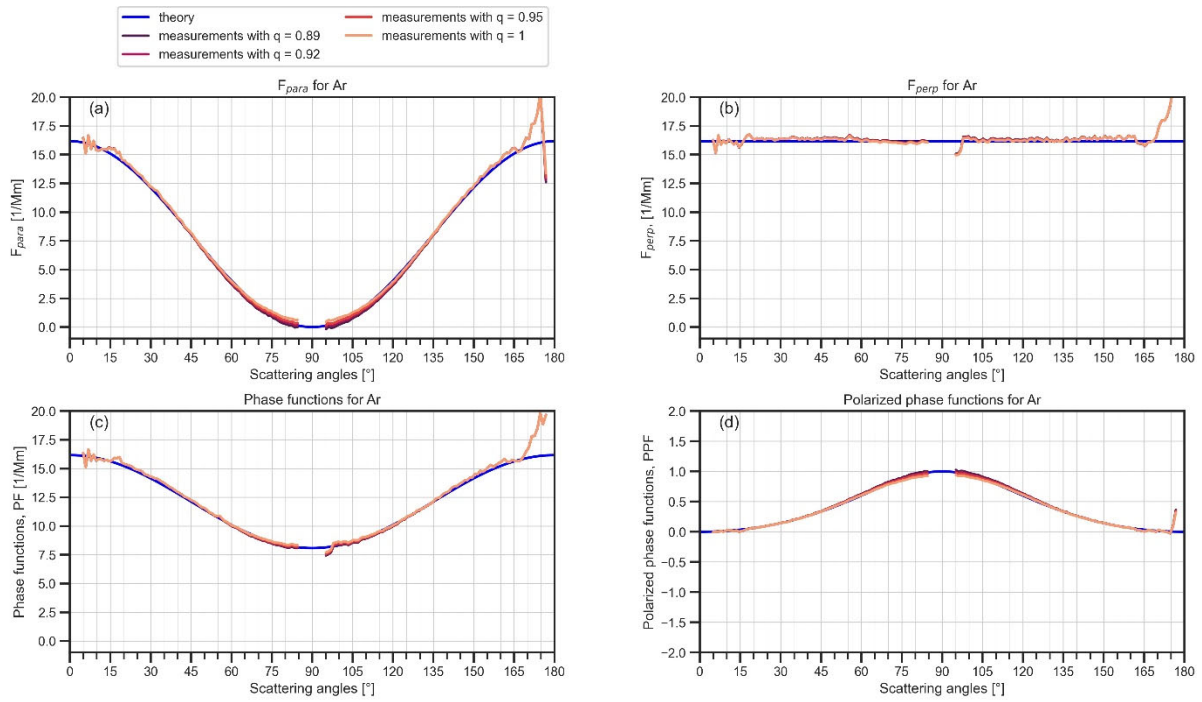 theory
measurements with q = 0.89
measurements with q = 0.92
measurements with q = 0.95
measurements with q = 1
F_para for Ar
(a)
20.0
17.5
15.0
12.5
10.0
7.5
5.0
2.5
0.0
F_para [1/Mm]
0 15 30 45 60 75 90 105 120 135 150 165 180
Scattering angles [°]
F_perp for Ar
(b)
20.0
17.5
15.0
12.5
10.0
7.5
5.0
2.5
0.0
F_perp, [1/Mm]
0 15 30 45 60 75 90 105 120 135 150 165 180
Scattering angles [°]
Phase functions for Ar
(c)
20.0
17.5
15.0
12.5
10.0
7.5
5.0
2.5
0.0
Phase functions, PF [1/Mm]
0 15 30 45 60 75 90 105 120 135 150 165 180
Scattering angles [°]
Polarized phase functions for Ar
(d)
2.0
1.5
1.0
0.5
0.0
−0.5
−1.0
−1.5
−2.0
Polarized phase functions, PPF
0 15 30 45 60 75 90 105 120 135 150 165 180
Scattering angles [°]